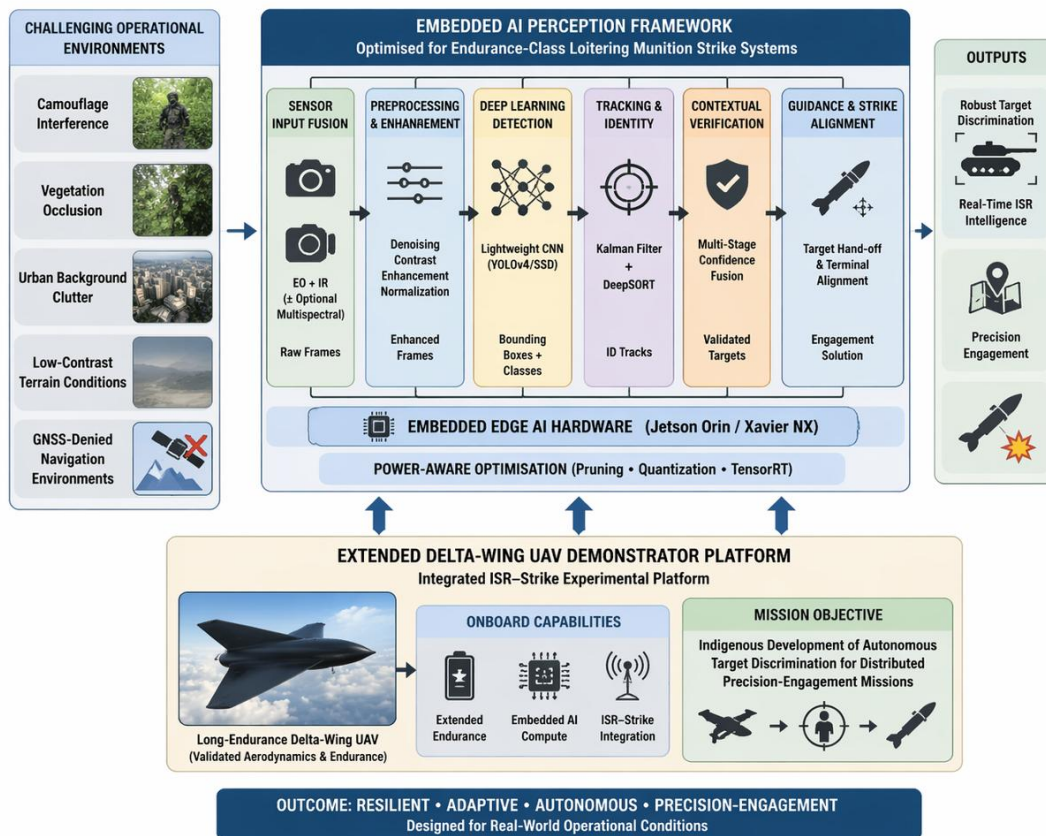 CHALLENGING OPERATIONAL
ENVIRONMENTS
Camouflage
Interference
Vegetation
Occlusion
Urban Background
Clutter
Low-Contrast
Terrain Conditions
GNSS-Denied
Navigation
Environments
EMBEDDED AI PERCEPTION FRAMEWORK
Optimised for Endurance-Class Loitering Munition Strike Systems
SENSOR
INPUT FUSION
EO + IR
(± Optional
Multispectral)
Raw Frames
PREPROCESSING
& ENHANREMENT
Denoising
Contrast
Enhancement
Normalization
Enhanced
Frames
DEEP LEARNING
DETECTION
Lightweight CNN
(YOLOv4/SSD)
Bounding
Boxes +
Classes
TRACKING &
IDENTITY
Kalman Filter
+
DeepSORT
ID Tracks
CONTEXTUAL
VERIFICATION
Multi-Stage
Confidence
Fusion
Validated
Targets
GUIDANCE & STRIKE
ALIGNMENT
Target Hand-off
& Terminal
Alignment
Engagement
Solution
EMBEDDED EDGE AI HARDWARE (Jetson Orin / Xavier NX)
POWER-AWARE OPTIMISATION (Pruning • Quantization • TensorRT)
OUTPUTS
Robust Target
Discrimination
Real-Time ISR
Intelligence
Precision
Engagement
EXTENDED DELTA-WING UAV DEMONSTRATOR PLATFORM
Integrated ISR–Strike Experimental Platform
Long-Endurance Delta-Wing UAV
(Validated Aerodynamics & Endurance)
ONBOARD CAPABILITIES
Extended
Endurance
Embedded AI
Compute
ISR–Strike
Integration
MISSION OBJECTIVE
Indigenous Development of Autonomous
Target Discrimination for Distributed
Precision-Engagement Missions
OUTCOME: RESILIENT • ADAPTIVE • AUTONOMOUS • PRECISION-ENGAGEMENT
Designed for Real-World Operational Conditions